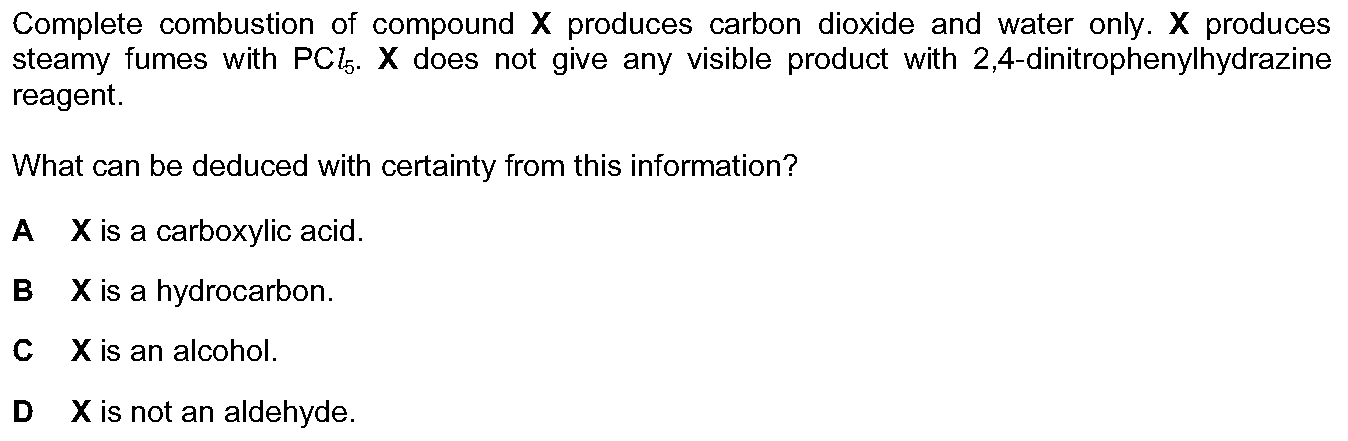 Complete combustion of compound X produces carbon dioxide and water only. X produces
steamy fumes with PCl₅. X does not give any visible product with 2,4-dinitrophenylhydrazine
reagent.
What can be deduced with certainty from this information?
A X is a carboxylic acid.
B X is a hydrocarbon.
C X is an alcohol.
D X is not an aldehyde.